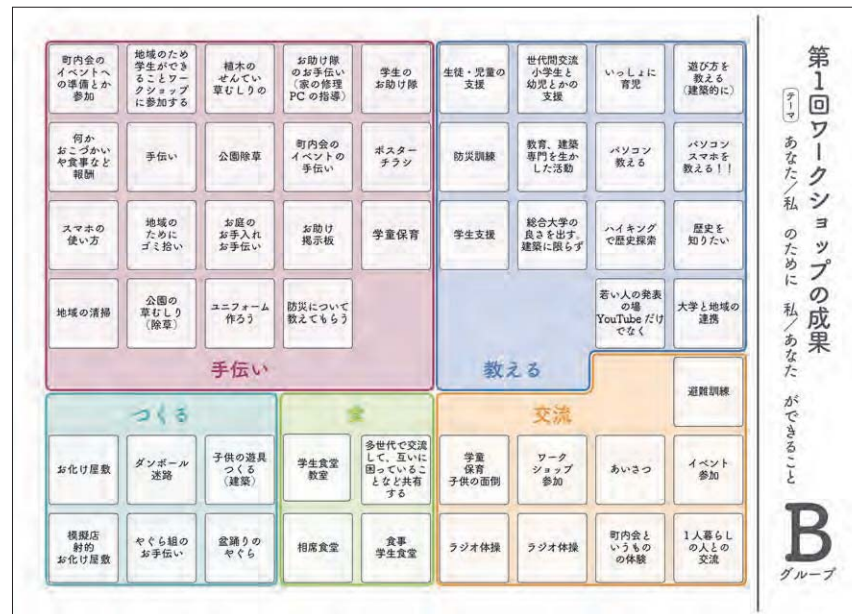 第1回ワークショップの成果
テーマ
あなた/私 のために 私/あなた ができること
B
グループ
町内会の
イベントへ
の準備とか
参加
地域のため
学生ができ
ることワーク
ショップ
に参加する
植木の
せんてい
草むしりの
お助け隊
のお手伝い
(家の修理
PCの指導)
学生の
お助け隊
何か
おこづかい
や食事など
報酬
手伝い
公園除草
町内会の
イベントの
手伝い
ポスター
チラシ
スマホの
使い方
地域の
ために
ゴミ拾い
お庭の
お手入れ
お手伝い
お助け
掲示板
学童保育
地域の清掃
公園の
草むしり
(除草)
ユニフォーム
作ろう
防災について
教えてもらう
手伝い
生徒・児童の
支援
世代間交流
小学生と
幼児とかの
支援
いっしょに
育児
遊び方を
教える
(建築的に)
防災訓練
教育、建築
専門を生か
した活動
パソコン
教える
パソコン
スマホを
教える!!
学生支援
総合大学の
良さを出す。
建築に限らず
ハイキング
で歴史探索
歴史を
知りたい
若い人の発表
の場
YouTubeだけ
でなく
大学と地域の
連携
教える
つくる
お化け屋敷
ダンボール
迷路
子供の遊具
つくる
(建築)
模擬店
射的
お化け屋敷
やぐら組の
お手伝い
盆踊りの
やぐら
食
学生食堂
教室
多世代で交流
して、互いに
困っているこ
となど共有
する
相席食堂
食事
学生食堂
交流
避難訓練
学童
保育
子供の面倒
ワーク
ショップ
参加
あいさつ
イベント
参加
ラジオ体操
ラジオ体操
町内会と
いうもの
の体験
1人暮らし
の人との
交流